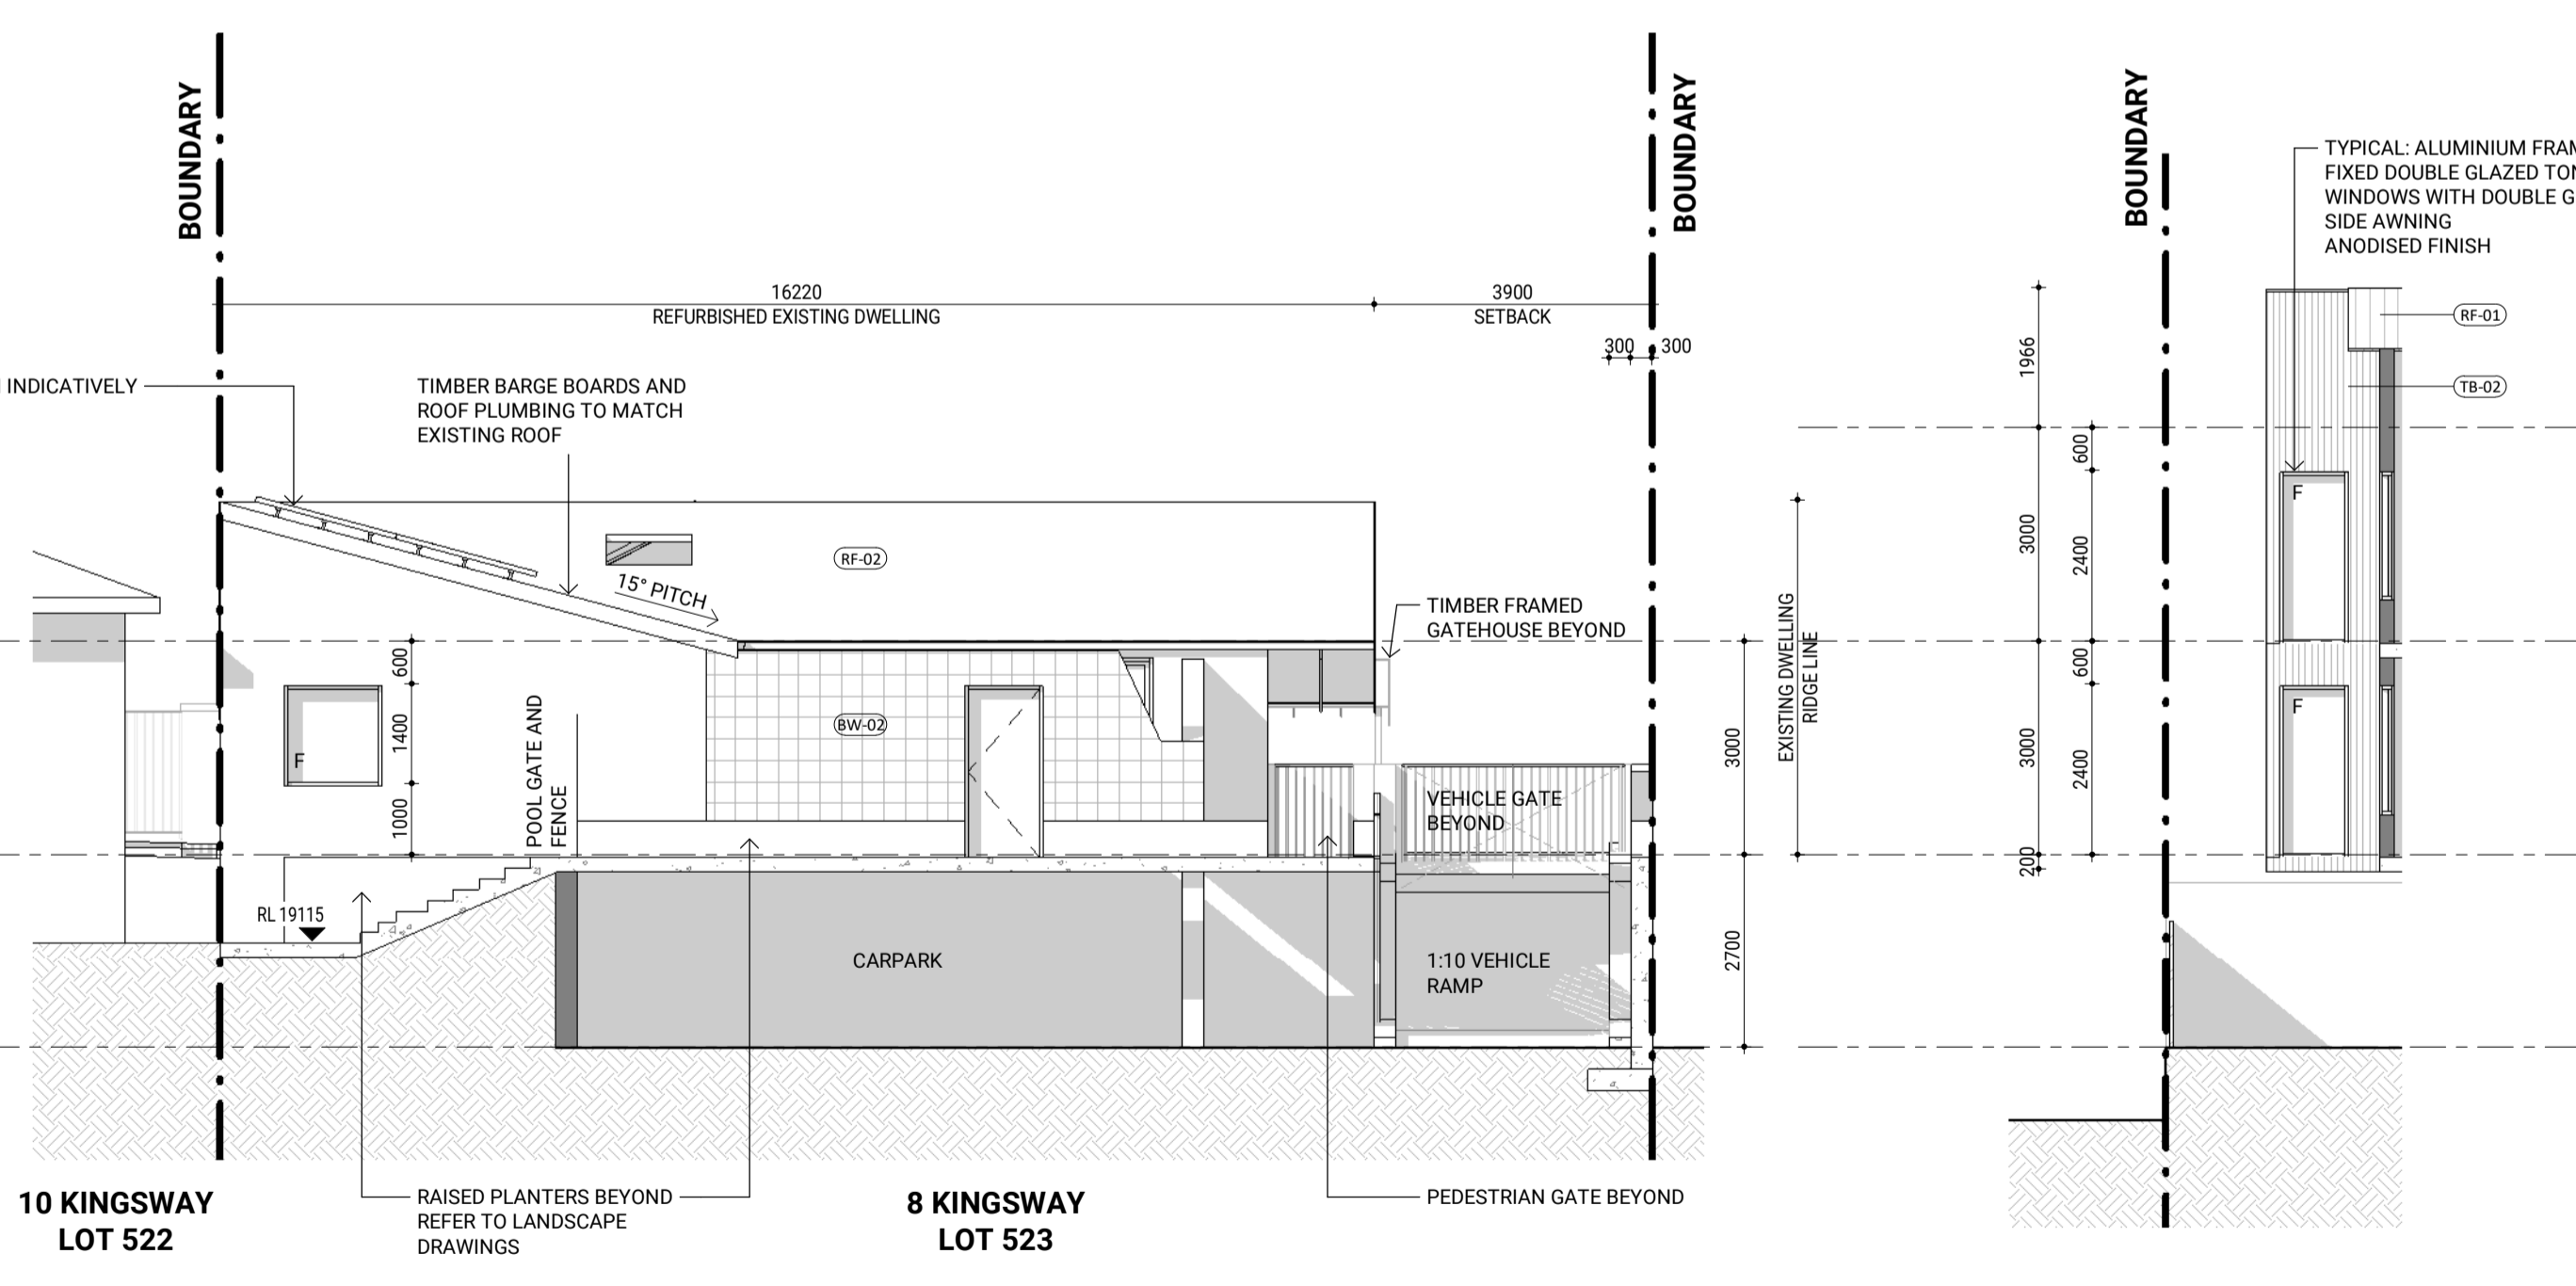 BOUNDARY
BOUNDARY
BOUNDARY
TYPICAL: ALUMINIUM
FIXED DOUBLE GLAZED
WINDOWS WITH DOUBLE
SIDE AWNING
ANODISED FINISH
16220
REFURBISHED EXISTING DWELLING
3900
SETBACK
300
300
INDICATIVELY
TIMBER BARGE BOARDS AND
ROOF PLUMBING TO MATCH
EXISTING ROOF
RF-01
TB-02
1966
600
2400
3000
600
2400
3000
200
F
F
RF-02
15° PITCH
TIMBER FRAMED
GATEHOUSE BEYOND
EXISTING DWELLING
RIDGE LINE
600
1400
1000
F
POOL GATE AND
FENCE
BW-02
VEHICLE GATE
BEYOND
3000
2700
RL 19115
CARPARK
1:10 VEHICLE
RAMP
RAISED PLANTERS BEYOND
REFER TO LANDSCAPE
DRAWINGS
PEDESTRIAN GATE BEYOND
10 KINGSWAY
LOT 522
8 KINGSWAY
LOT 523